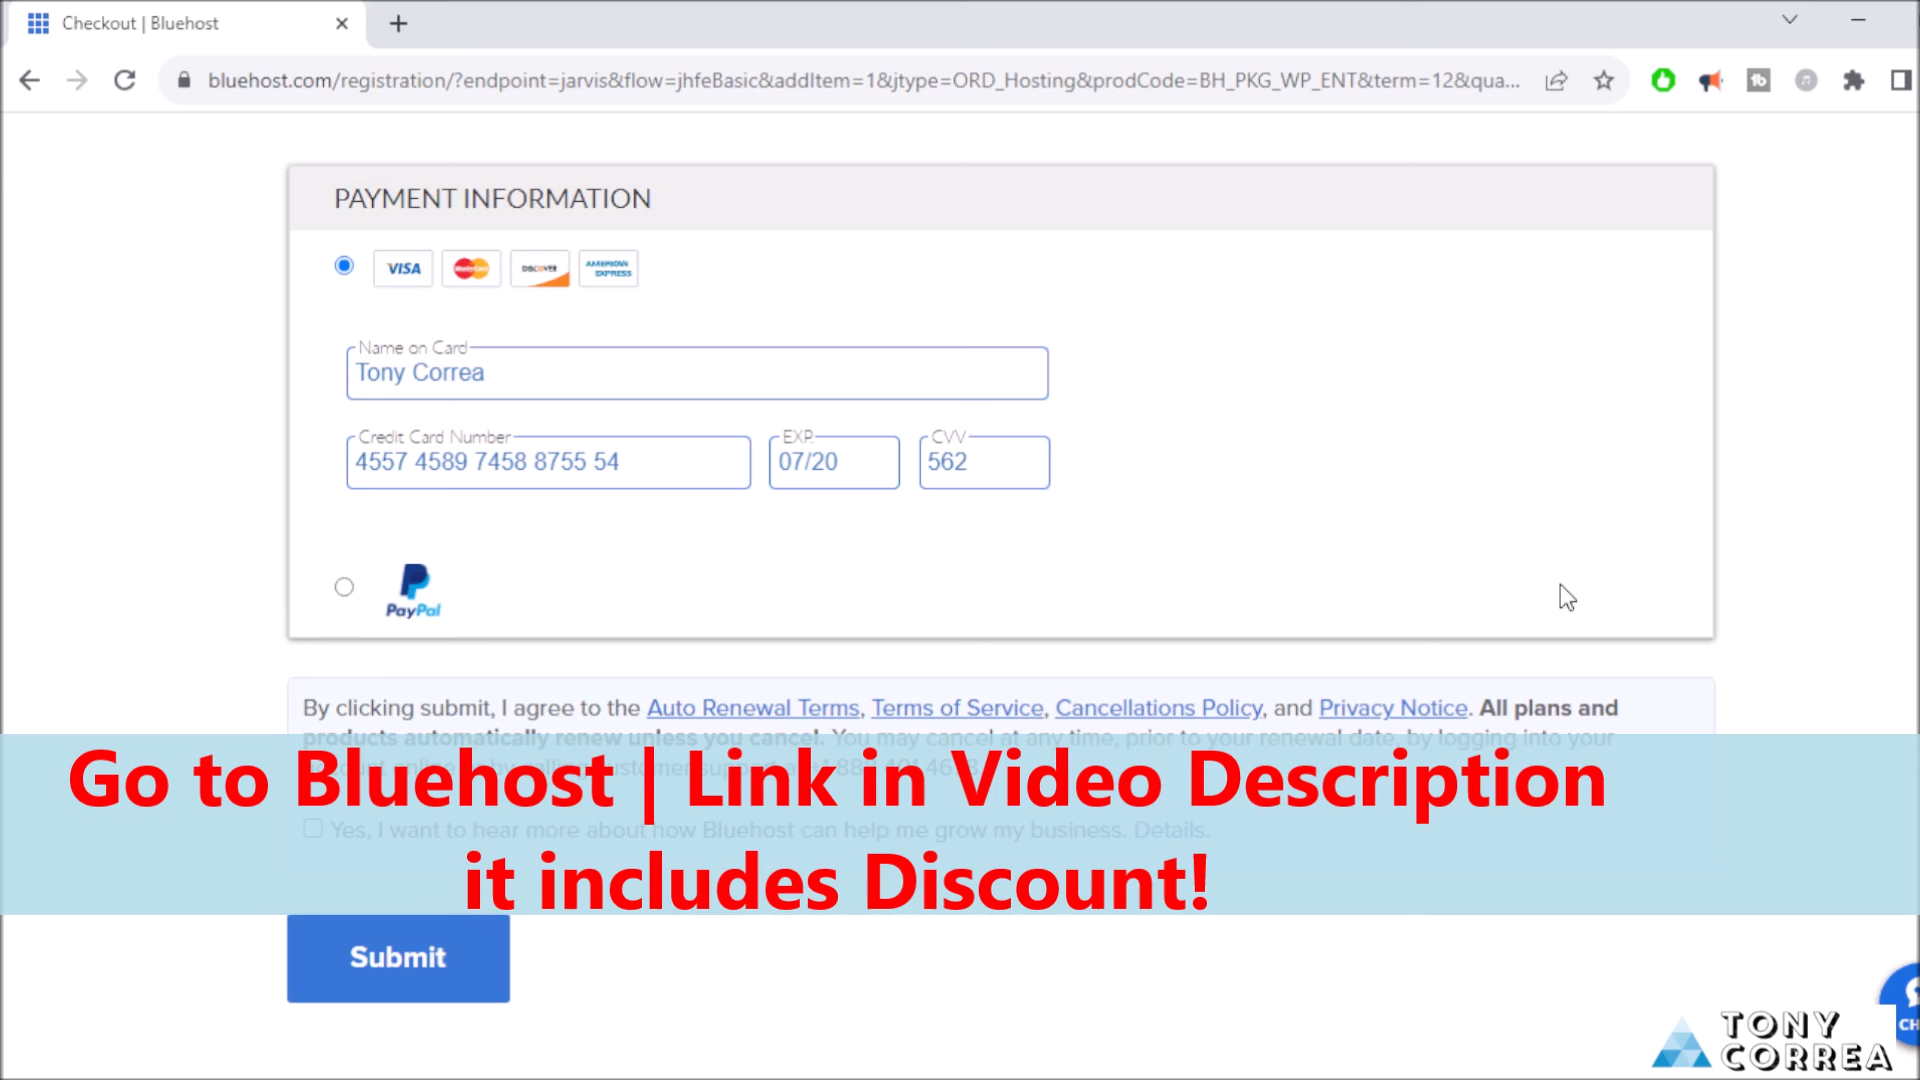 Checkout | Bluehost
bluehost.com/registration/?endpoint=jarvis&flow=jhfeBasic&addItem=1&jtype=ORD_Hosting&prodCode=BH_PKG_WP_ENT&term=12&qua...
PAYMENT INFORMATION
VISA MasterCard DISCOVER AMERICAN EXPRESS
Name on Card
Tony Correa
Credit Card Number EXP. CVV
4557 4589 7458 8755 54 07/20 562
PayPal
By clicking submit, I agree to the Auto Renewal Terms, Terms of Service, Cancellations Policy, and Privacy Notice. All plans and
products automatically renew unless you cancel. You may cancel at any time, prior to your renewal date, by logging into your
Go to Bluehost | Link in Video Description
Yes, I want to hear more about how Bluehost can help me grow my business. Details.
it includes Discount!
Submit
TONY
CORREA
CH